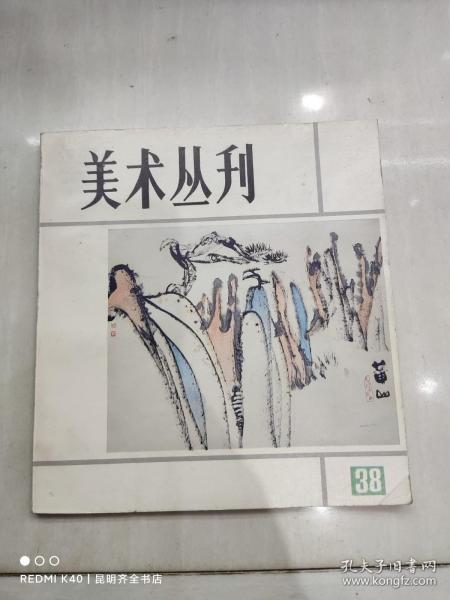 美术丛刊
黄山
38
REDMI K40 | 昆明齐全书店
孔夫子旧书网
www.kongfz.com